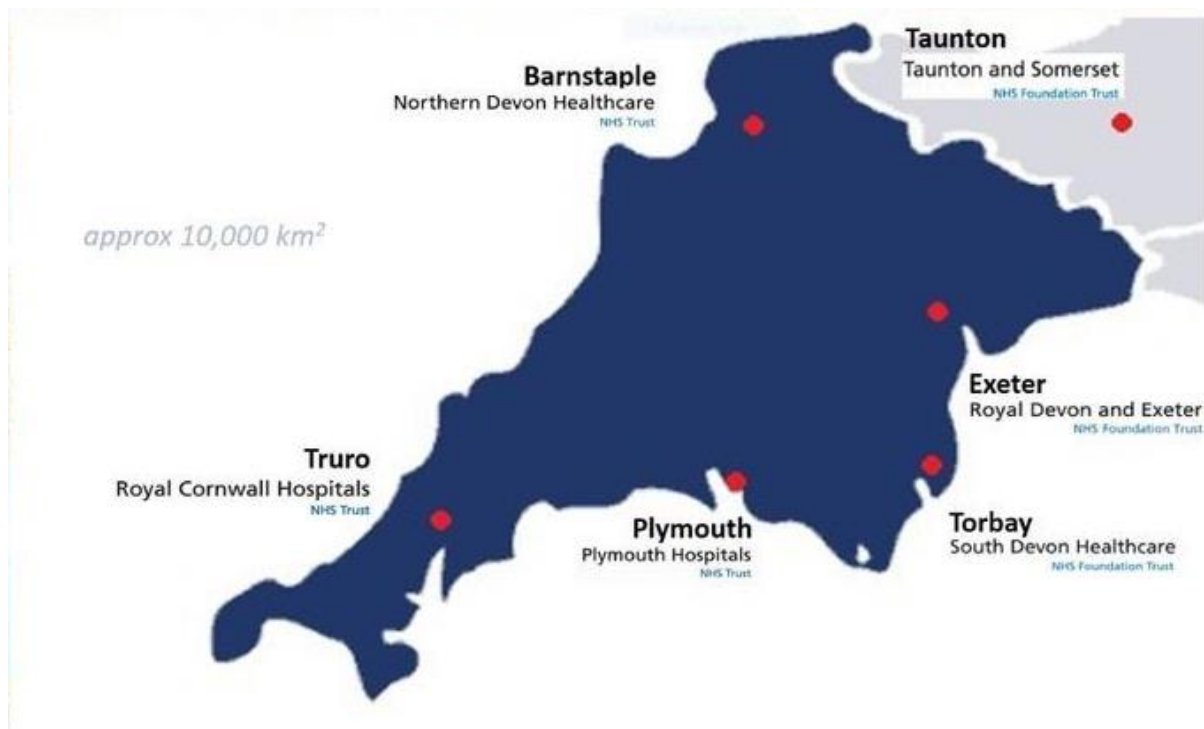 Taunton
Taunton and Somerset
NHS Foundation Trust
Barnstaple
Northern Devon Healthcare
NHS Trust
approx 10,000 km²
Exeter
Royal Devon and Exeter
NHS Foundation Trust
Truro
Royal Cornwall Hospitals
NHS Trust
Plymouth
Plymouth Hospitals
NHS Trust
Torbay
South Devon Healthcare
NHS Foundation Trust